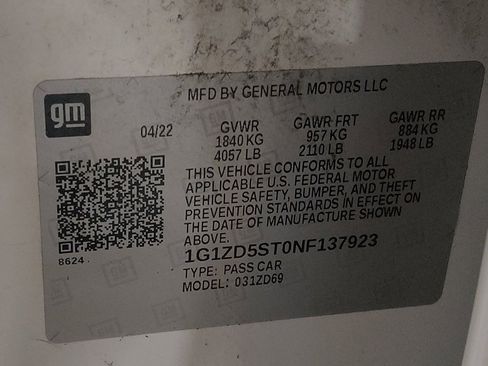 gm
MFD BY GENERAL MOTORS LLC
04/22 GVWR GAWR FRT GAWR RR
1840 KG 957 KG 884 KG
4057 LB 2110 LB 1948 LB
THIS VEHICLE CONFORMS TO ALL
APPLICABLE U.S. FEDERAL MOTOR
VEHICLE SAFETY, BUMPER, AND THEFT
PREVENTION STANDARDS IN EFFECT ON
THE DATE OF MANUFACTURE SHOWN
ABOVE.
8624
1G1ZD5ST0NF137923
TYPE: PASS CAR
MODEL: 031ZD69